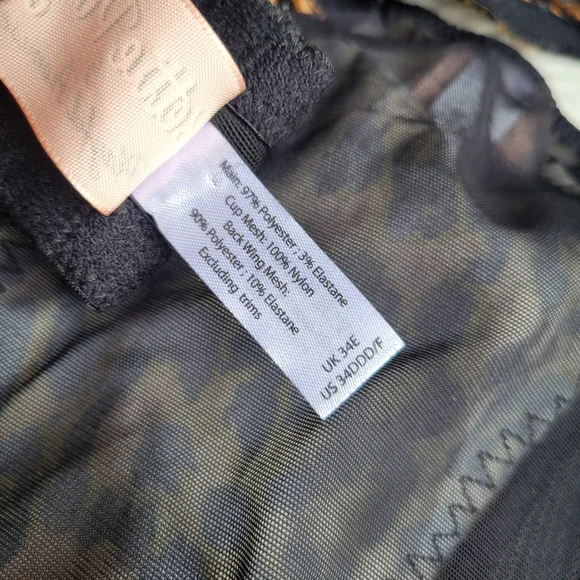 Main: 97% Polyester ; 3% Elastane
Cup Mesh: 100% Nylon
Back Wing Mesh:
90% Polyester : 10% Elastane
Excluding trims
UK 34E
US 34DDD/F